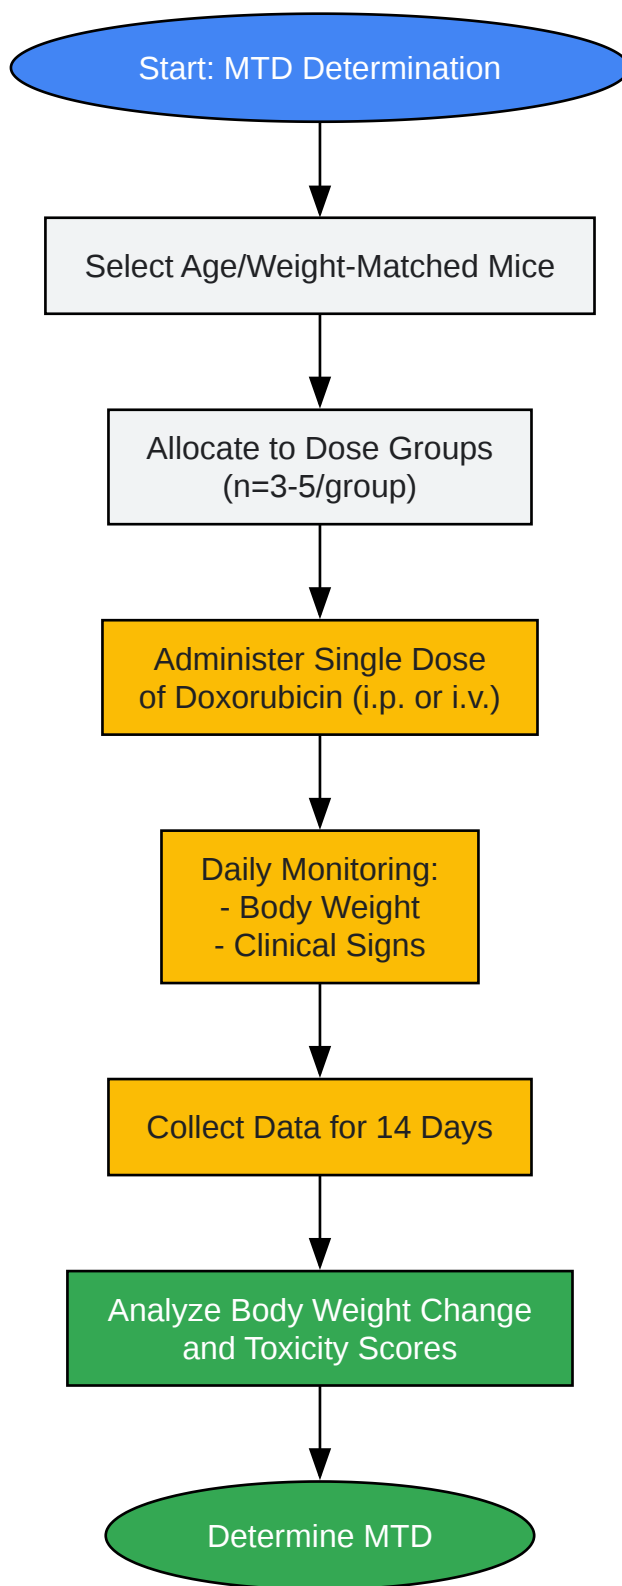 Start: MTD Determination
Select Age/Weight-Matched Mice
Allocate to Dose Groups
(n=3-5/group)
Administer Single Dose
of Doxorubicin (i.p. or i.v.)
Daily Monitoring:
- Body Weight
- Clinical Signs
Collect Data for 14 Days
Analyze Body Weight Change
and Toxicity Scores
Determine MTD